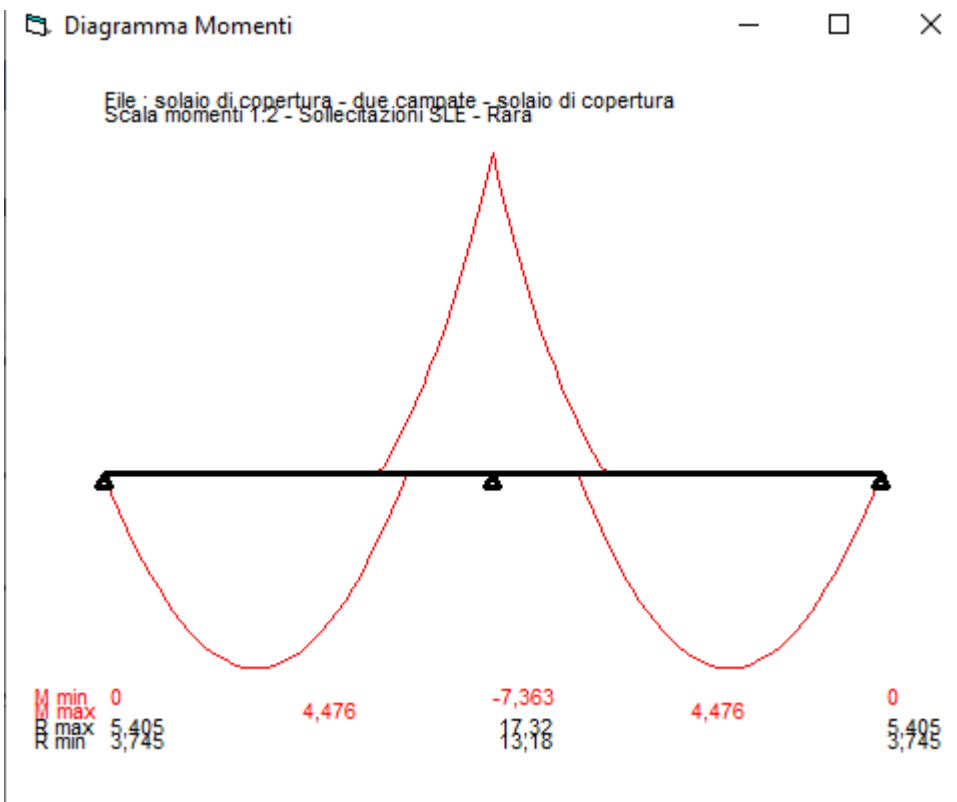 Diagramma Momenti
File : solaio di copertura - due campate - solaio di copertura
Scala momenti 1:2 - Sollecitazioni SLE - Rara
M min 0 -7,363 0
M max 4,476 4,476
R max 5,405 17,32 5,405
R min 3,745 13,18 3,745